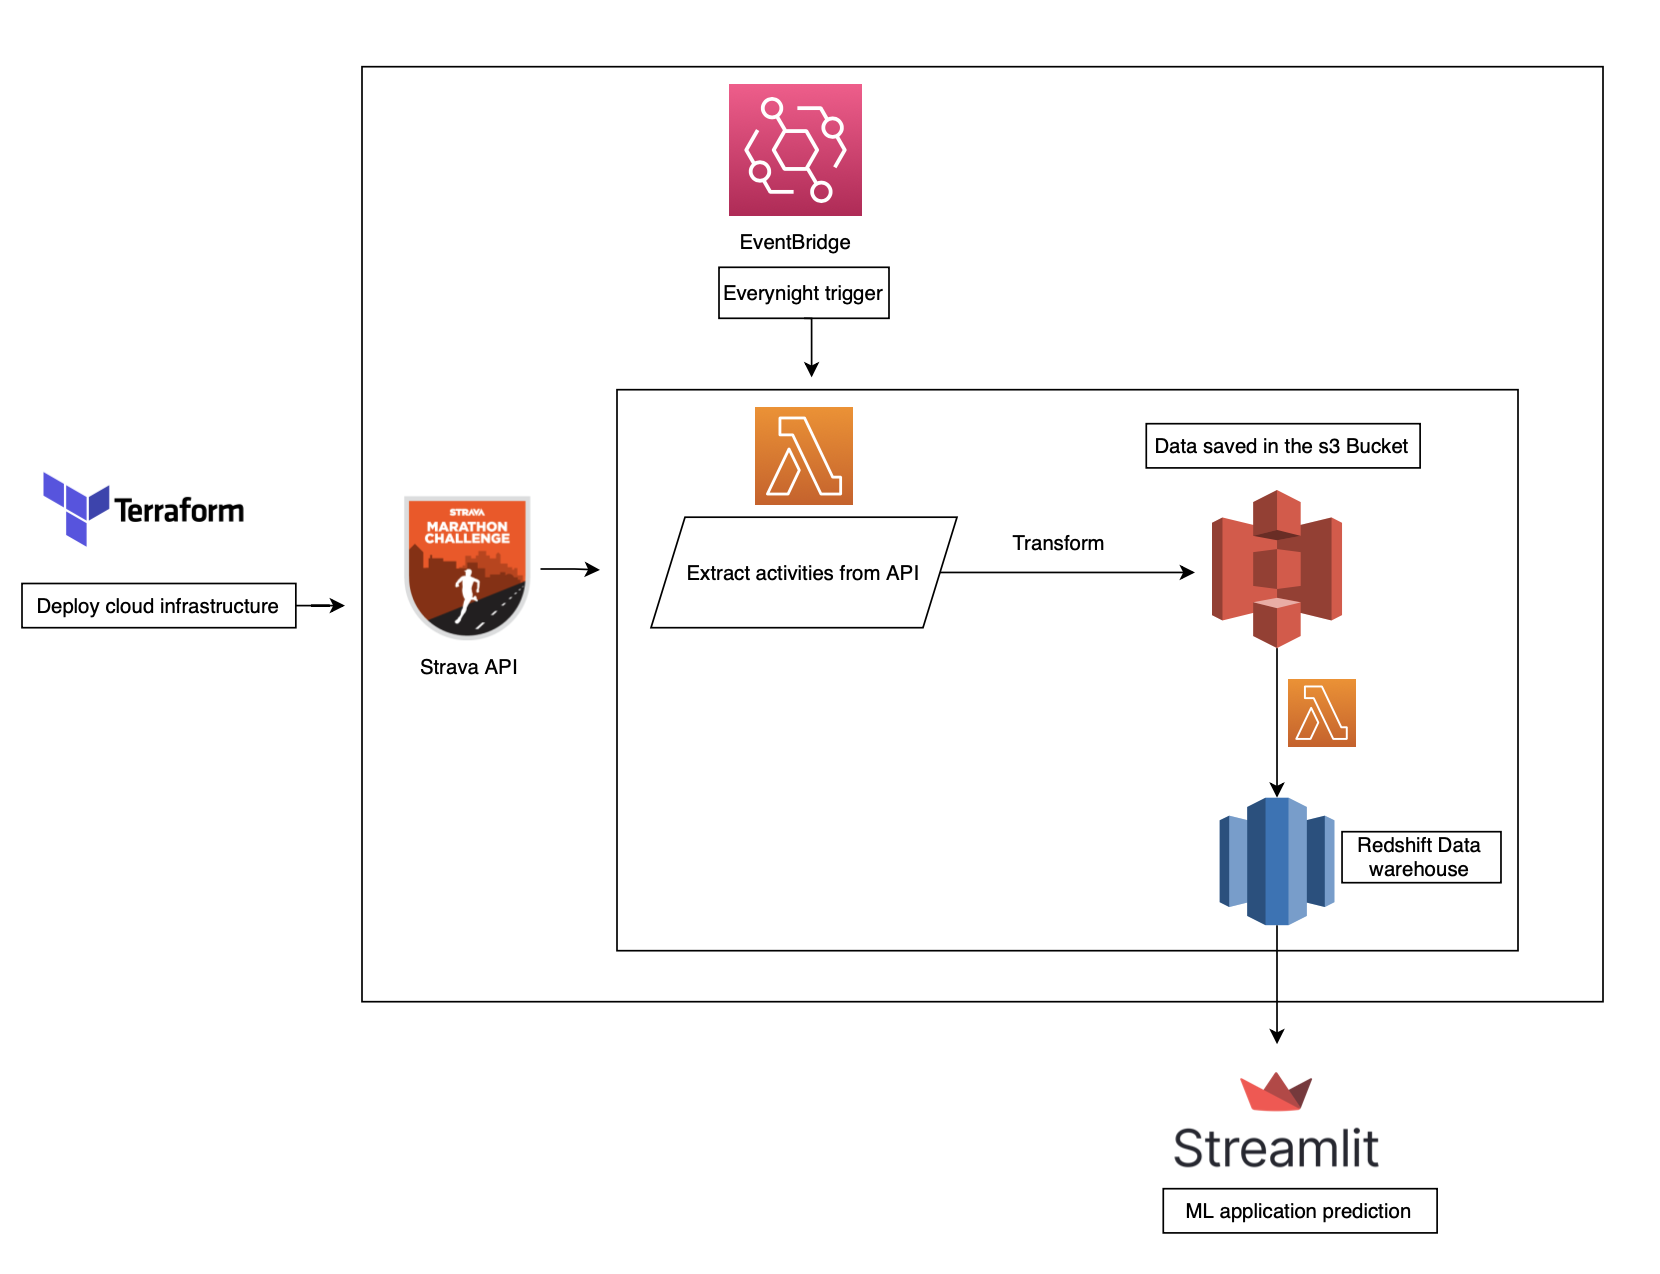 EventBridge
Everynight trigger
Data saved in the s3 Bucket
Terraform
STRAVA
MARATHON
CHALLENGE
Transform
Extract activities from API
Deploy cloud infrastructure
Strava API
Redshift Data
warehouse
Streamlit
ML application prediction